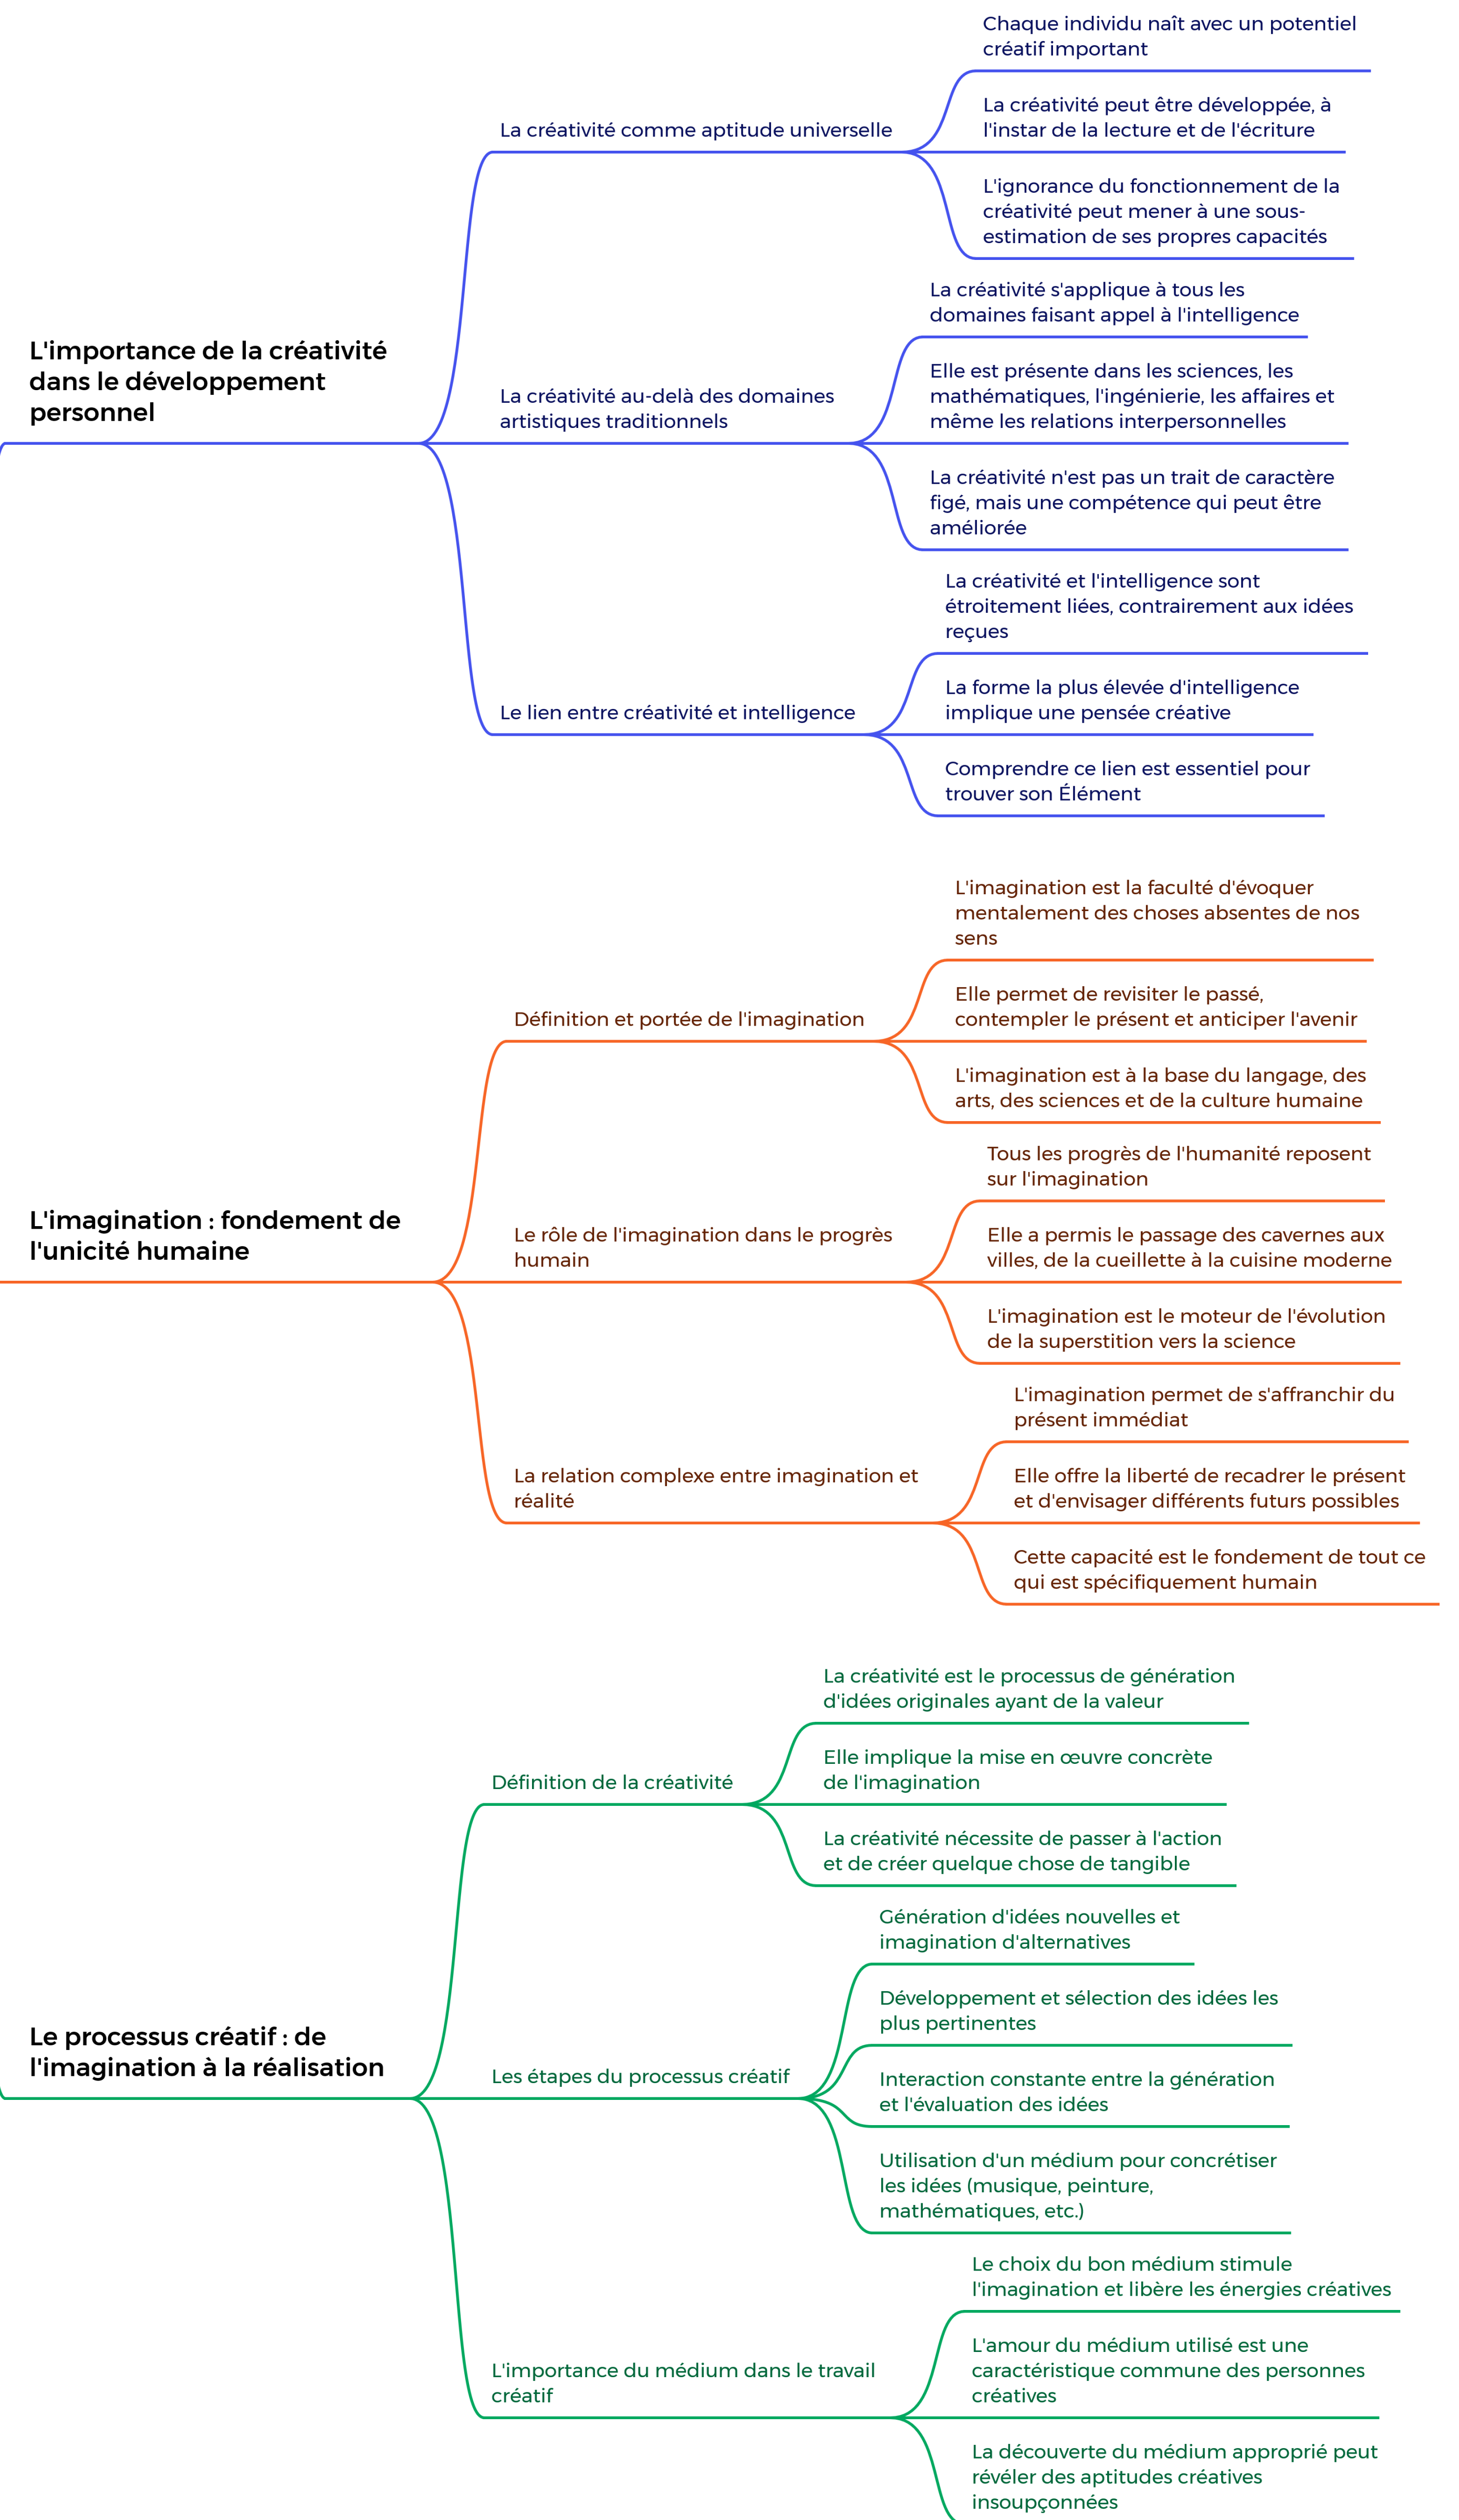 L'importance de la créativité
dans le développement
personnel
La créativité comme aptitude universelle
Chaque individu naît avec un potentiel
créatif important
La créativité peut être développée, à
l'instar de la lecture et de l'écriture
L'ignorance du fonctionnement de la
créativité peut mener à une sous-
estimation de ses propres capacités
La créativité au-delà des domaines
artistiques traditionnels
La créativité s'applique à tous les
domaines faisant appel à l'intelligence
Elle est présente dans les sciences, les
mathématiques, l'ingénierie, les affaires et
même les relations interpersonnelles
La créativité n'est pas un trait de caractère
figé, mais une compétence qui peut être
améliorée
Le lien entre créativité et intelligence
La créativité et l'intelligence sont
étroitement liées, contrairement aux idées
reçues
La forme la plus élevée d'intelligence
implique une pensée créative
Comprendre ce lien est essentiel pour
trouver son Élément
L'imagination : fondement de
l'unicité humaine
Définition et portée de l'imagination
L'imagination est la faculté d'évoquer
mentalement des choses absentes de nos
sens
Elle permet de revisiter le passé,
contempler le présent et anticiper l'avenir
L'imagination est à la base du langage, des
arts, des sciences et de la culture humaine
Le rôle de l'imagination dans le progrès
humain
Tous les progrès de l'humanité reposent
sur l'imagination
Elle a permis le passage des cavernes aux
villes, de la cueillette à la cuisine moderne
L'imagination est le moteur de l'évolution
de la superstition vers la science
La relation complexe entre imagination et
réalité
L'imagination permet de s'affranchir du
présent immédiat
Elle offre la liberté de recadrer le présent
et d'envisager différents futurs possibles
Cette capacité est le fondement de tout ce
qui est spécifiquement humain
Le processus créatif : de
l'imagination à la réalisation
Définition de la créativité
La créativité est le processus de génération
d'idées originales ayant de la valeur
Elle implique la mise en œuvre concrète
de l'imagination
La créativité nécessite de passer à l'action
et de créer quelque chose de tangible
Les étapes du processus créatif
Génération d'idées nouvelles et
imagination d'alternatives
Développement et sélection des idées les
plus pertinentes
Interaction constante entre la génération
et l'évaluation des idées
Utilisation d'un médium pour concrétiser
les idées (musique, peinture,
mathématiques, etc.)
L'importance du médium dans le travail
créatif
Le choix du bon médium stimule
l'imagination et libère les énergies créatives
L'amour du médium utilisé est une
caractéristique commune des personnes
créatives
La découverte du médium approprié peut
révéler des aptitudes créatives
insoupçonnées